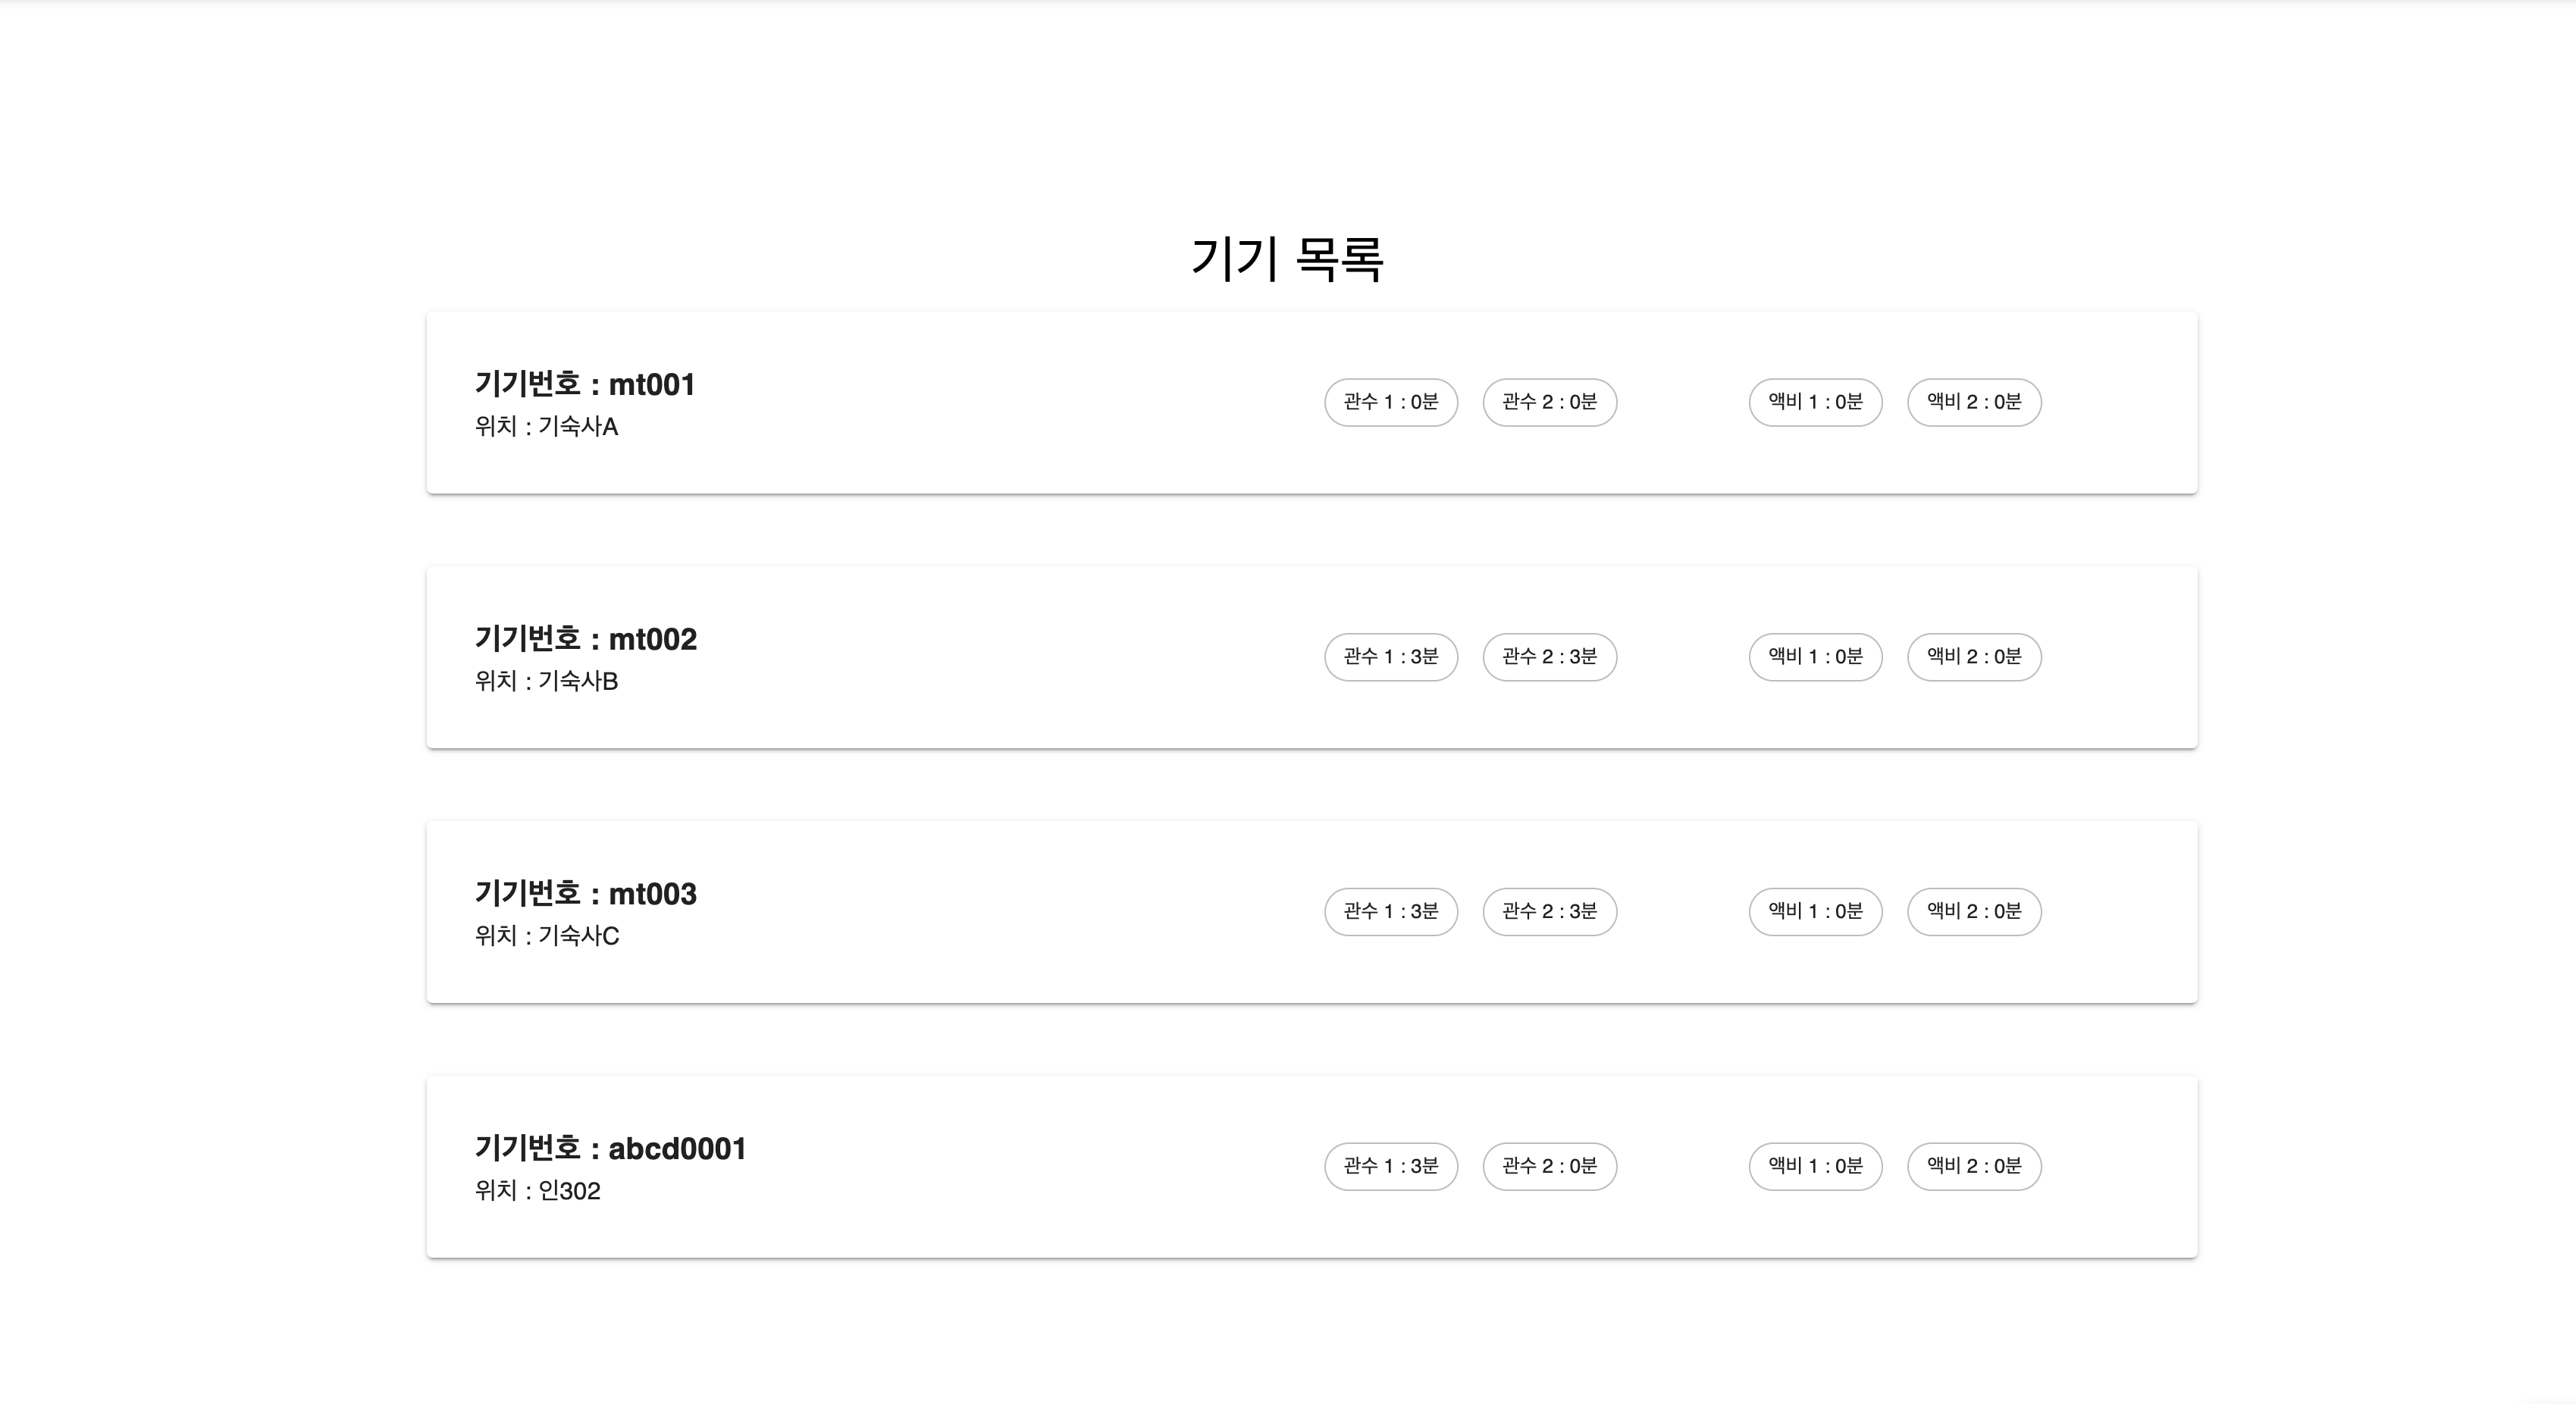 기기 목록
기기번호 : mt001
위치 : 기숙사A
관수 1 : 0분 관수 2 : 0분 액비 1 : 0분 액비 2 : 0분
기기번호 : mt002
위치 : 기숙사B
관수 1 : 3분 관수 2 : 3분 액비 1 : 0분 액비 2 : 0분
기기번호 : mt003
위치 : 기숙사C
관수 1 : 3분 관수 2 : 3분 액비 1 : 0분 액비 2 : 0분
기기번호 : abcd0001
위치 : 인302
관수 1 : 3분 관수 2 : 0분 액비 1 : 0분 액비 2 : 0분